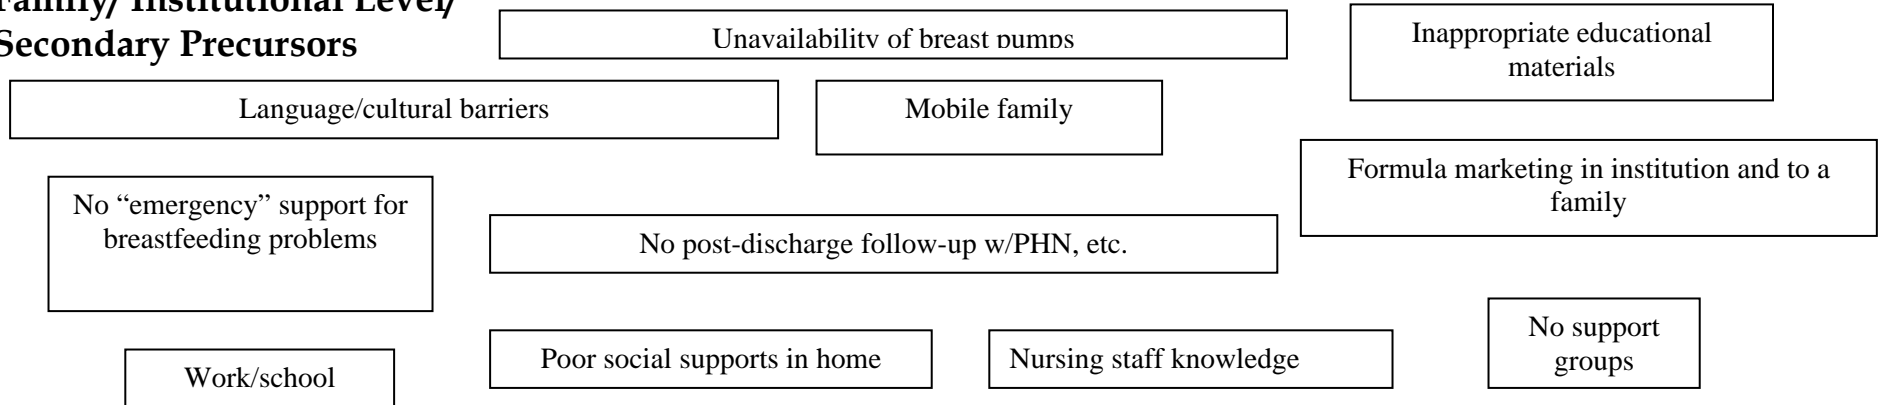 Family/ Institutional Level/
Secondary Precursors
Unavailability of breast pumps
Inappropriate educational
materials
Language/cultural barriers
Mobile family
Formula marketing in institution and to a
family
No “emergency” support for
breastfeeding problems
No post-discharge follow-up w/PHN, etc.
No support
groups
Poor social supports in home
Nursing staff knowledge
Work/school